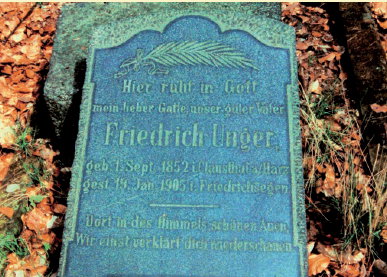 Hier ruht in Gott
mein lieber Gatte, unser guter Vater
Friedrich Unger,
geb. 1. Sept. 1852 i. Clausthal a/Harz
gest. 14. Jan. 1905 i. Friedrichsegen.
Dort in des Himmels schönen Auen
Wir einst verklärt dich wiederschauen